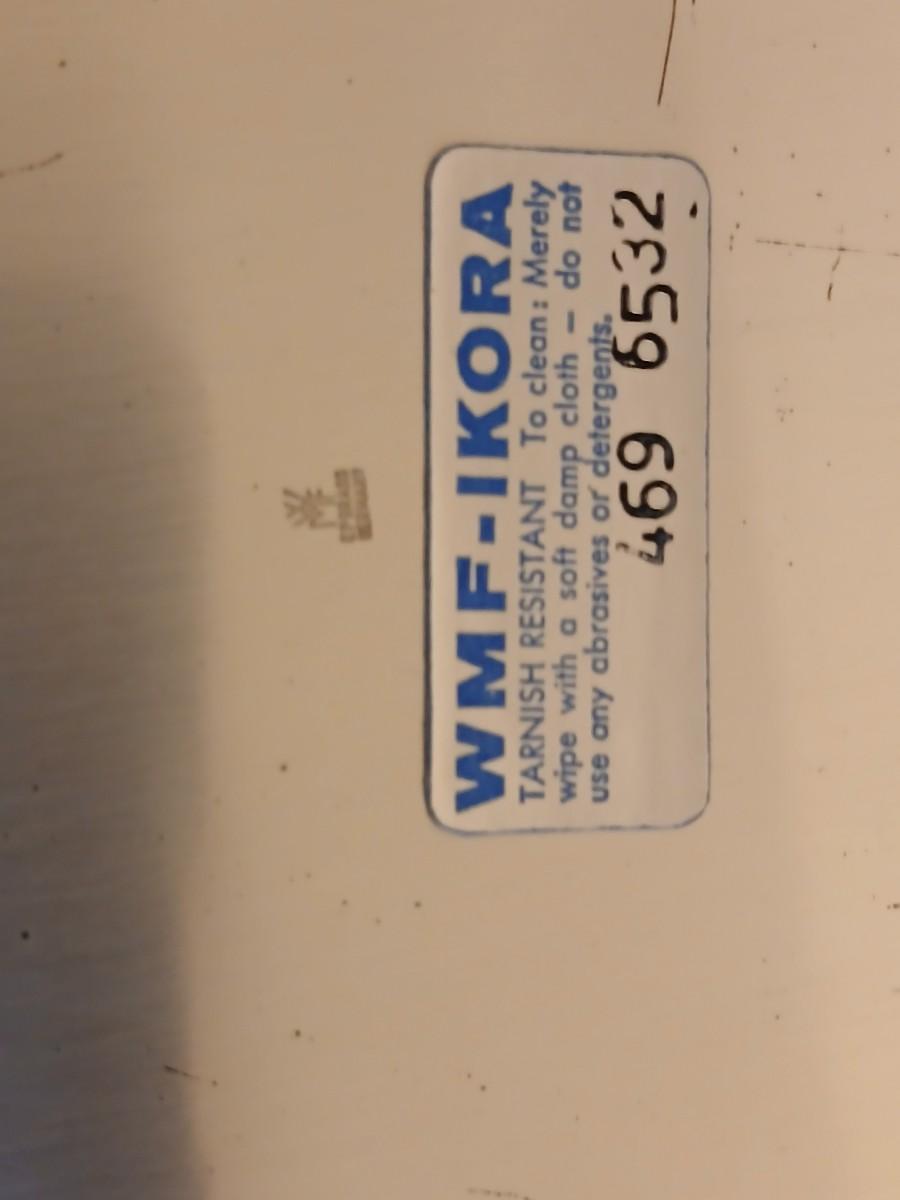 WMF-IKORA
TARNISH RESISTANT To clean: Merely
wipe with a soft damp cloth – do not
use any abrasives or detergents.
469 6532